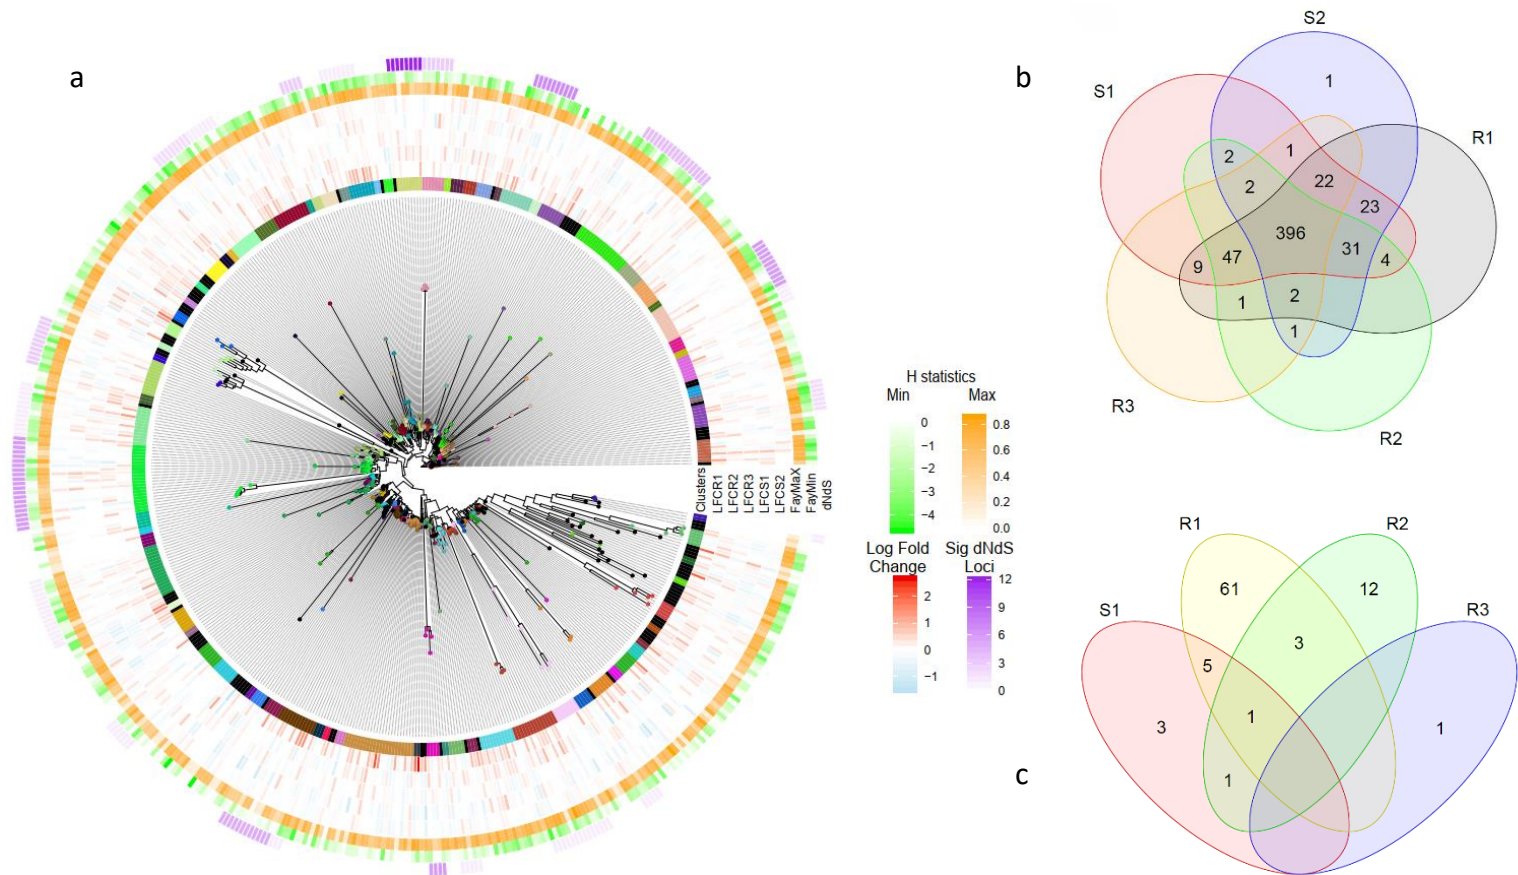 a
Clusters
LFCR1
LFCR2
LFCR3
LFCS1
LFCS2
FayMaX
FayMin
dNdS
H statistics
Min
Max
0
−1
−2
−3
−4
0.8
0.6
0.4
0.2
0.0
Log Fold
Change
2
1
0
−1
Sig dNdS
Loci
12
9
6
3
0
b
S2
S1
R1
R3
R2
1
2
1
2
22
23
396
31
4
47
9
1
2
1
c
R1
R2
S1
R3
61
12
3
5
3
1
1
1